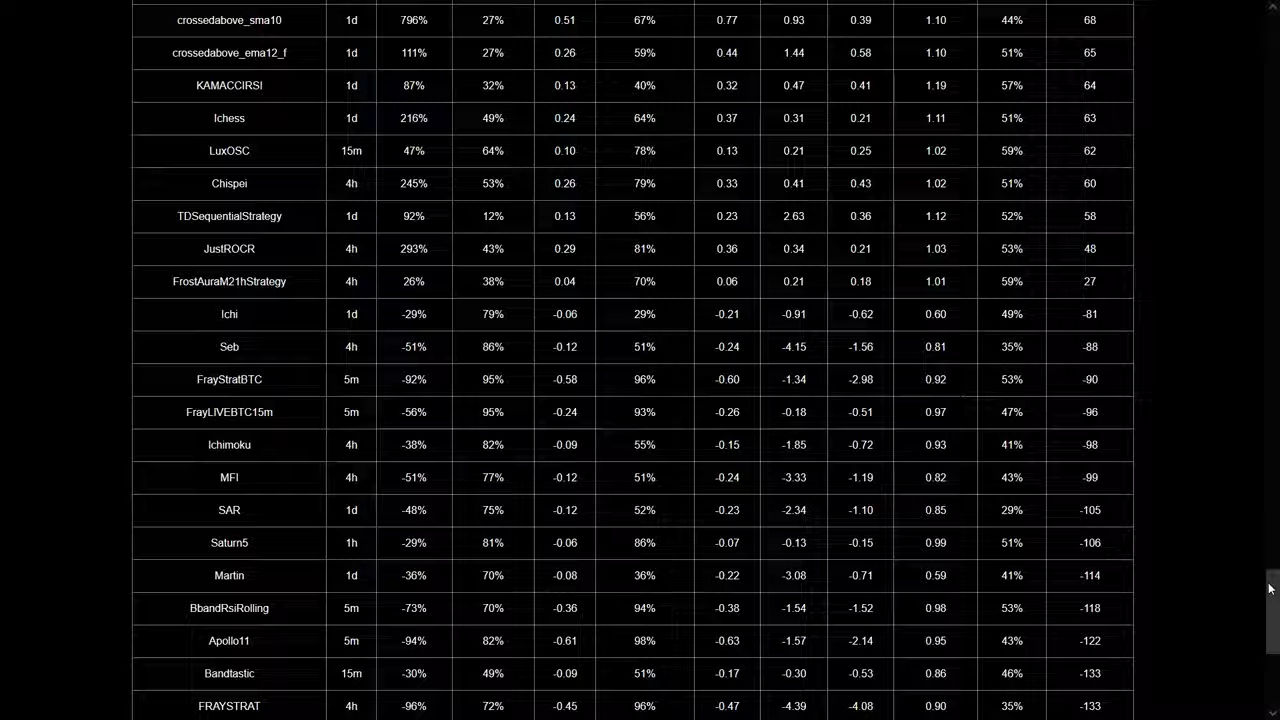 crossedabove_sma10 1d 796% 27% 0.51 67% 0.77 0.93 0.39 1.10 44% 68
crossedabove_ema12_f 1d 111% 27% 0.26 59% 0.44 1.44 0.58 1.10 51% 65
KAMACCIRSI 1d 87% 32% 0.13 40% 0.32 0.47 0.41 1.19 57% 64
Ichess 1d 216% 49% 0.24 64% 0.37 0.31 0.21 1.11 51% 63
LuxOSC 15m 47% 64% 0.10 78% 0.13 0.21 0.25 1.02 59% 62
Chispei 4h 245% 53% 0.26 79% 0.33 0.41 0.43 1.02 51% 60
TDSequentialStrategy 1d 92% 12% 0.13 56% 0.23 2.63 0.36 1.12 52% 58
JustROCR 4h 293% 43% 0.29 81% 0.36 0.34 0.21 1.03 53% 48
FrostAuraM21hStrategy 4h 26% 38% 0.04 70% 0.06 0.21 0.18 1.01 59% 27
Ichi 1d -29% 79% -0.06 29% -0.21 -0.91 -0.62 0.60 49% -81
Seb 4h -51% 86% -0.12 51% -0.24 -4.15 -1.56 0.81 35% -88
FrayStratBTC 5m -92% 95% -0.58 96% -0.60 -1.34 -2.98 0.92 53% -90
FrayLIVEBTC15m 5m -56% 95% -0.24 93% -0.26 -0.18 -0.51 0.97 47% -96
Ichimoku 4h -38% 82% -0.09 55% -0.15 -1.85 -0.72 0.93 41% -98
MFI 4h -51% 77% -0.12 51% -0.24 -3.33 -1.19 0.82 43% -99
SAR 1d -48% 75% -0.12 52% -0.23 -2.34 -1.10 0.85 29% -105
Saturn5 1h -29% 81% -0.06 86% -0.07 -0.13 -0.15 0.99 51% -106
Martin 1d -36% 70% -0.08 36% -0.22 -3.08 -0.71 0.59 41% -114
BbandRsiRolling 5m -73% 70% -0.36 94% -0.38 -1.54 -1.52 0.98 53% -118
Apollo11 5m -94% 82% -0.61 98% -0.63 -1.57 -2.14 0.95 43% -122
Bandtastic 15m -30% 49% -0.09 51% -0.17 -0.30 -0.53 0.86 46% -133
FRAYSTRAT 4h -96% 72% -0.45 96% -0.47 -4.39 -4.08 0.90 35% -133